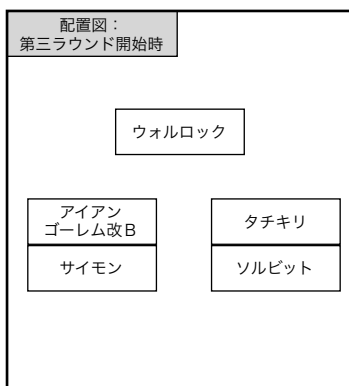 配置図：
第三ラウンド開始時
ウォルロック
アイアン
ゴーレム改B
タチキリ
サイモン
ソルビット